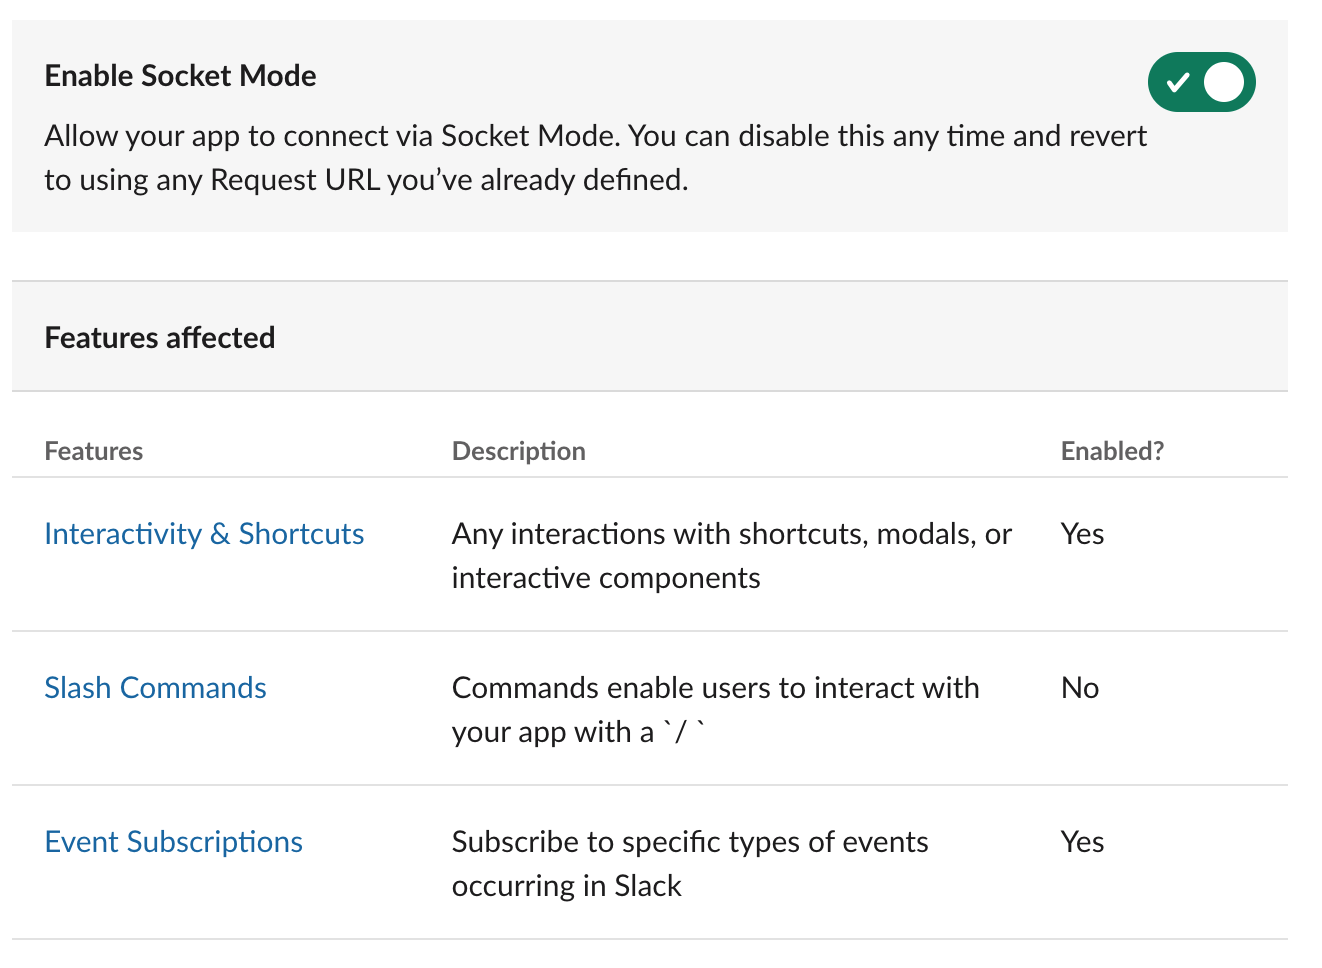 Enable Socket Mode
Allow your app to connect via Socket Mode. You can disable this any time and revert
to using any Request URL you’ve already defined.
Features affected
Features Description Enabled?
Interactivity & Shortcuts Any interactions with shortcuts, modals, or Yes
interactive components
Slash Commands Commands enable users to interact with No
your app with a `/ `
Event Subscriptions Subscribe to specific types of events Yes
occurring in Slack